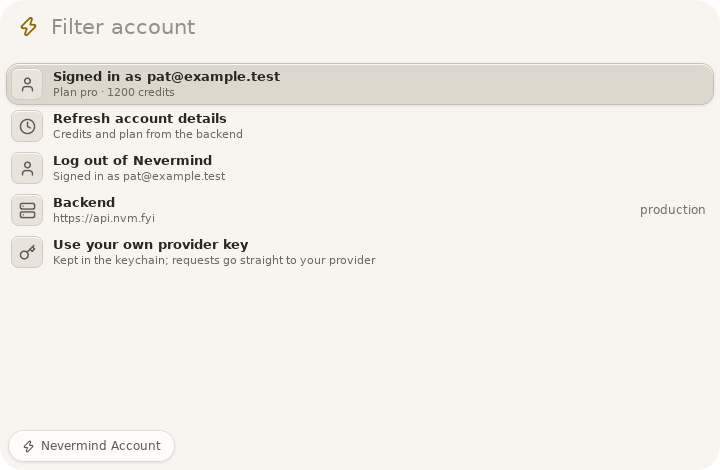 Filter account
Signed in as pat@example.test
Plan pro · 1200 credits
Refresh account details
Credits and plan from the backend
Log out of Nevermind
Signed in as pat@example.test
Backend
https://api.nvm.fyi
production
Use your own provider key
Kept in the keychain; requests go straight to your provider
Nevermind Account